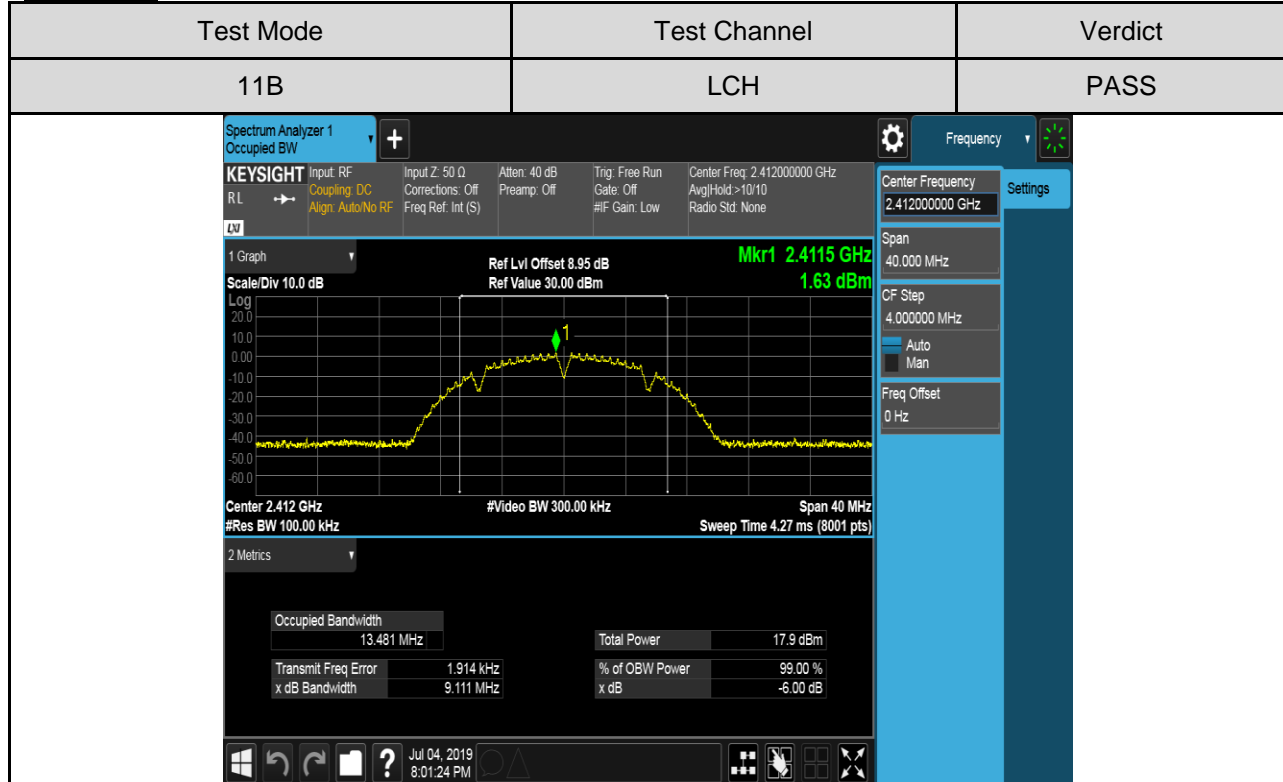 Test Mode Test Channel Verdict
11B LCH PASS
Spectrum Analyzer 1
Occupied BW
+
Frequency
KEYSIGHT
RL
LXI
Input: RF
Coupling: DC
Align: Auto/No RF
Input Z: 50 Ω
Corrections: Off
Freq Ref: Int (S)
Atten: 40 dB
Preamp: Off
Trig: Free Run
Gate: Off
#IF Gain: Low
Center Freq: 2.412000000 GHz
Avg|Hold:>10/10
Radio Std: None
Center Frequency
2.412000000 GHz
Settings
Span
40.000 MHz
CF Step
4.000000 MHz
Auto
Man
Freq Offset
0 Hz
1 Graph
Scale/Div 10.0 dB
Ref Lvl Offset 8.95 dB
Ref Value 30.00 dBm
Mkr1 2.4115 GHz
1.63 dBm
Log
20.0
10.0
0.00
-10.0
-20.0
-30.0
-40.0
-50.0
-60.0
1
Center 2.412 GHz #Video BW 300.00 kHz Span 40 MHz
#Res BW 100.00 kHz Sweep Time 4.27 ms (8001 pts)
2 Metrics
Occupied Bandwidth
13.481 MHz Total Power 17.9 dBm
Transmit Freq Error 1.914 kHz % of OBW Power 99.00 %
x dB Bandwidth 9.111 MHz x dB -6.00 dB
?
Jul 04, 2019
8:01:24 PM